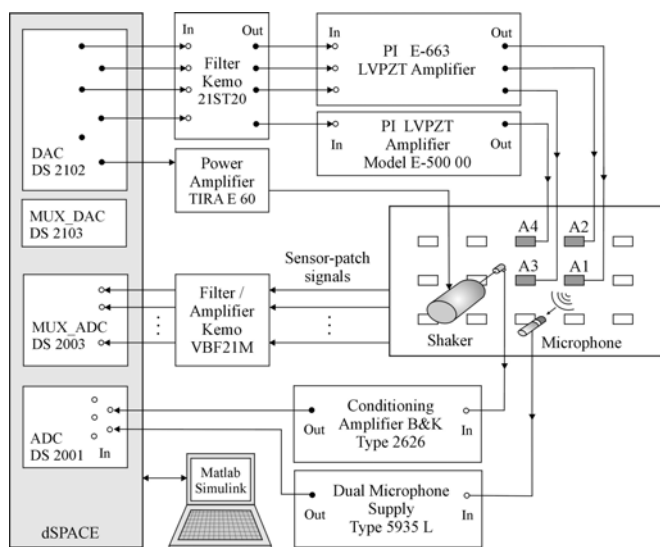 In
Out
Filter
Kemo
21ST20
In
Out
PI E-663
LVPZT Amplifier
DAC
DS 2102
PI LVPZT
Amplifier
Model E-500 00
In
Out
Power
Amplifier
TIRA E 60
MUX_DAC
DS 2103
A4
A2
A3
A1
Sensor-patch
signals
MUX_ADC
DS 2003
Filter /
Amplifier
Kemo
VBF21M
Shaker
Microphone
ADC
DS 2001
In
Conditioning
Amplifier B&K
Type 2626
Out
In
Matlab
Simulink
Dual Microphone
Supply
Type 5935 L
Out
In
dSPACE